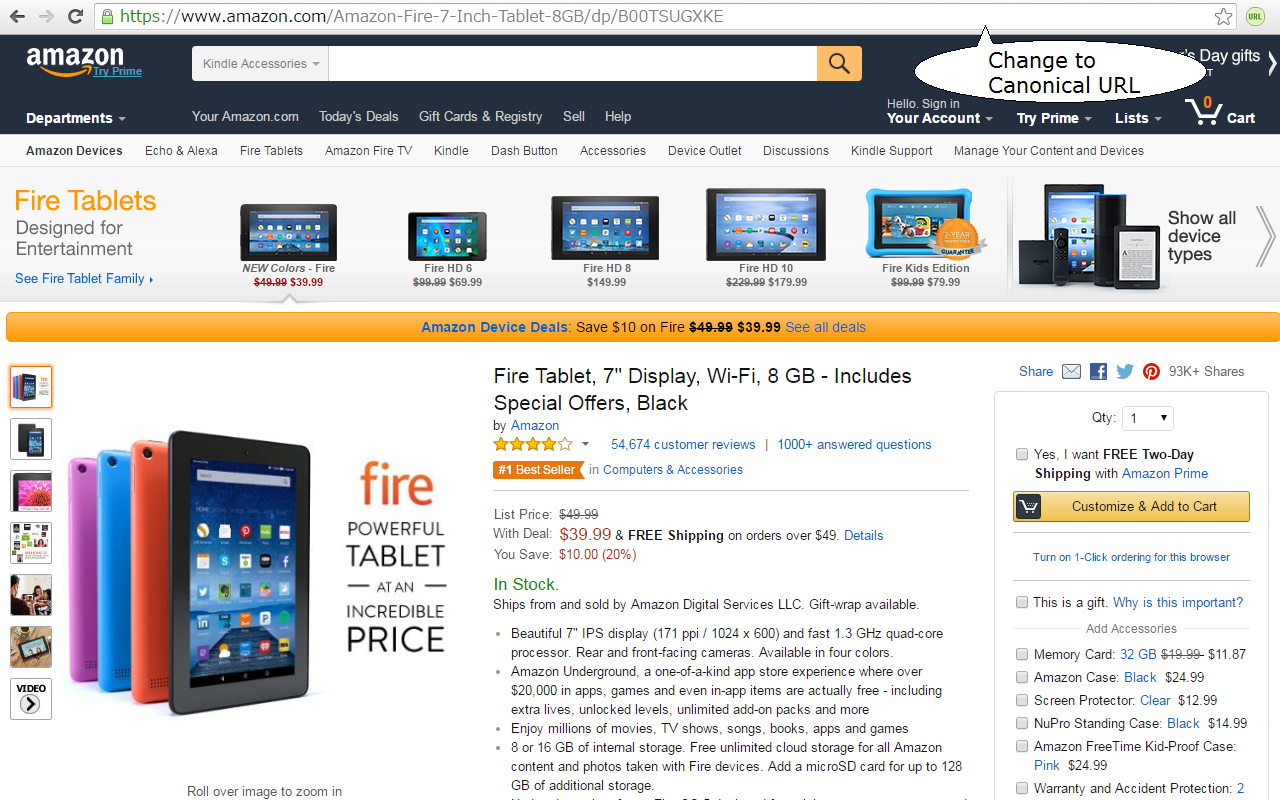 https://www.amazon.com/Amazon-Fire-7-Inch-Tablet-8GB/dp/B00TSUGXKE
URL
Change to
Canonical URL
amazon
Try Prime
Kindle Accessories
's Day gifts
Departments
Your Amazon.com Today's Deals Gift Cards & Registry Sell Help
Hello. Sign in
Your Account Try Prime Lists 0 Cart
Amazon Devices Echo & Alexa Fire Tablets Amazon Fire TV Kindle Dash Button Accessories Device Outlet Discussions Kindle Support Manage Your Content and Devices
Fire Tablets
Designed for
Entertainment
See Fire Tablet Family
NEW Colors - Fire
$49.99 $39.99
Fire HD 6
$99.99 $69.99
Fire HD 8
$149.99
Fire HD 10
$229.99 $179.99
2-YEAR
GUARANTEE
Fire Kids Edition
$99.99 $79.99
Show all
device
types
Amazon Device Deals: Save $10 on Fire $49.99 $39.99 See all deals
VIDEO
fire
POWERFUL
TABLET
AT AN
INCREDIBLE
PRICE
Roll over image to zoom in
Fire Tablet, 7" Display, Wi-Fi, 8 GB - Includes
Special Offers, Black
by Amazon
54,674 customer reviews | 1000+ answered questions
#1 Best Seller in Computers & Accessories
List Price: $49.99
With Deal: $39.99 & FREE Shipping on orders over $49. Details
You Save: $10.00 (20%)
In Stock.
Ships from and sold by Amazon Digital Services LLC. Gift-wrap available.
Beautiful 7" IPS display (171 ppi / 1024 x 600) and fast 1.3 GHz quad-core
processor. Rear and front-facing cameras. Available in four colors.
Amazon Underground, a one-of-a-kind app store experience where over
$20,000 in apps, games and even in-app items are actually free - including
extra lives, unlocked levels, unlimited add-on packs and more
Enjoy millions of movies, TV shows, songs, books, apps and games
8 or 16 GB of internal storage. Free unlimited cloud storage for all Amazon
content and photos taken with Fire devices. Add a microSD card for up to 128
GB of additional storage.
Share 93K+ Shares
Qty: 1
Yes, I want FREE Two-Day
Shipping with Amazon Prime
Customize & Add to Cart
Turn on 1-Click ordering for this browser
This is a gift. Why is this important?
Add Accessories
Memory Card: 32 GB $19.99 $11.87
Amazon Case: Black $24.99
Screen Protector: Clear $12.99
NuPro Standing Case: Black $14.99
Amazon FreeTime Kid-Proof Case:
Pink $24.99
Warranty and Accident Protection: 2